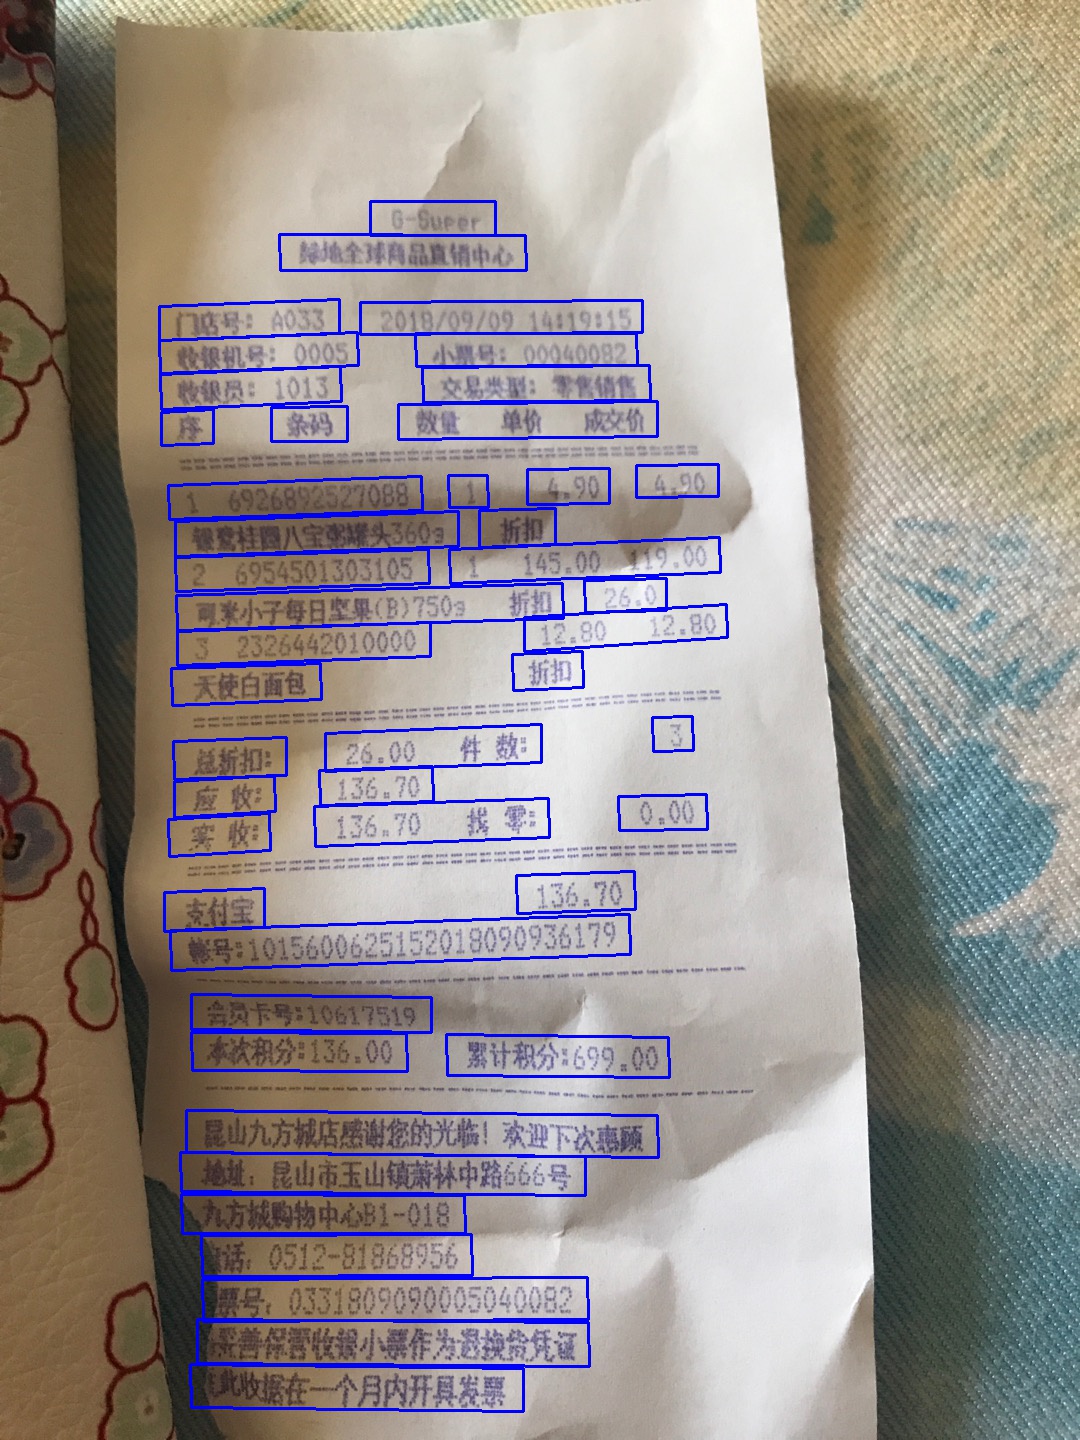 G-Super
绿地全球商品直销中心
门店号: A033 2018/09/09 14:19:15
收银机号: 0005 小票号: 00040082
收银员: 1013 交易类型: 零售销售
序 条码 数量 单价 成交价
1 6926892527088 1 4.90 4.90
银鹭桂圆八宝粥罐头360g 折扣
2 6954501303105 1 145.00 119.00
可米小子每日坚果(B)750g 折扣 26.0
3 2326442010000 12.80 12.80
天使白面包 折扣
总折扣: 26.00 件 数: 3
应 收: 136.70
实 收: 136.70 找 零: 0.00
支付宝 136.70
帐号:1015600625152018090936179
会员卡号:10617519
本次积分:136.00 累计积分:699.00
昆山九方城店感谢您的光临! 欢迎下次惠顾
地址: 昆山市玉山镇萧林中路666号
九方城购物中心B1-018
电话: 0512-81868956
票号: 0331809090005040082
妥善保管收银小票作为退换货凭证
凭此收据在一个月内开具发票